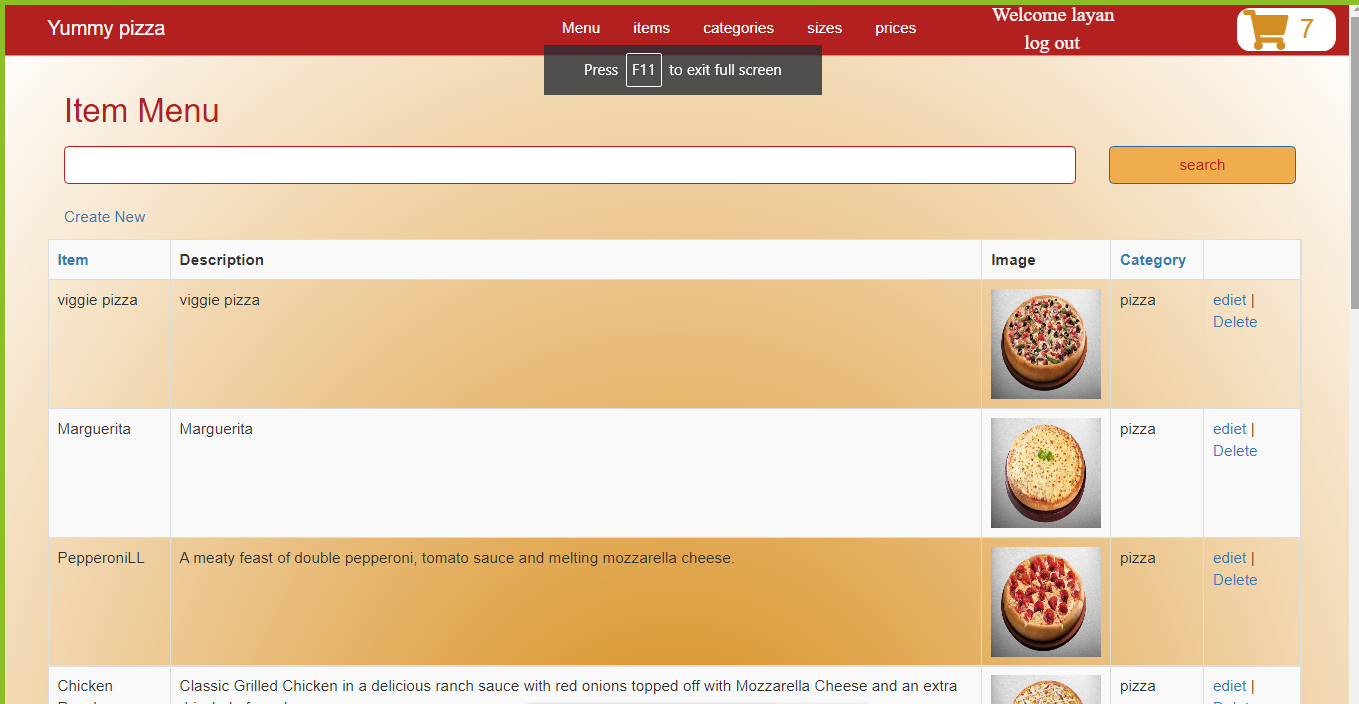 Yummy pizza
Menu items categories sizes prices
Welcome layan
log out
7
Press F11 to exit full screen
Item Menu
search
Create New
Item Description Image Category
viggie pizza viggie pizza pizza ediet |
Delete
Marguerita Marguerita pizza ediet |
Delete
PepperoniLL A meaty feast of double pepperoni, tomato sauce and melting mozzarella cheese. pizza ediet |
Delete
Chicken Classic Grilled Chicken in a delicious ranch sauce with red onions topped off with Mozzarella Cheese and an extra pizza ediet |